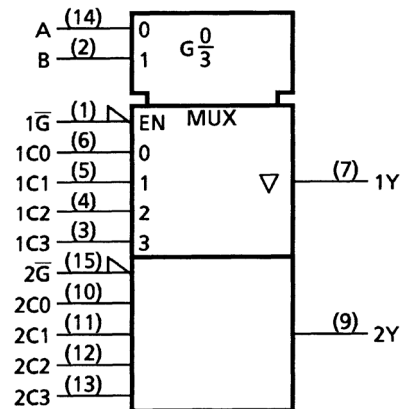 A (14) 0 G 0/3
B (2) 1
1G̅ (1) EN MUX
1C0 (6) 0
1C1 (5) 1 ▽ (7) 1Y
1C2 (4) 2
1C3 (3) 3
2G̅ (15)
2C0 (10)
2C1 (11) (9) 2Y
2C2 (12)
2C3 (13)